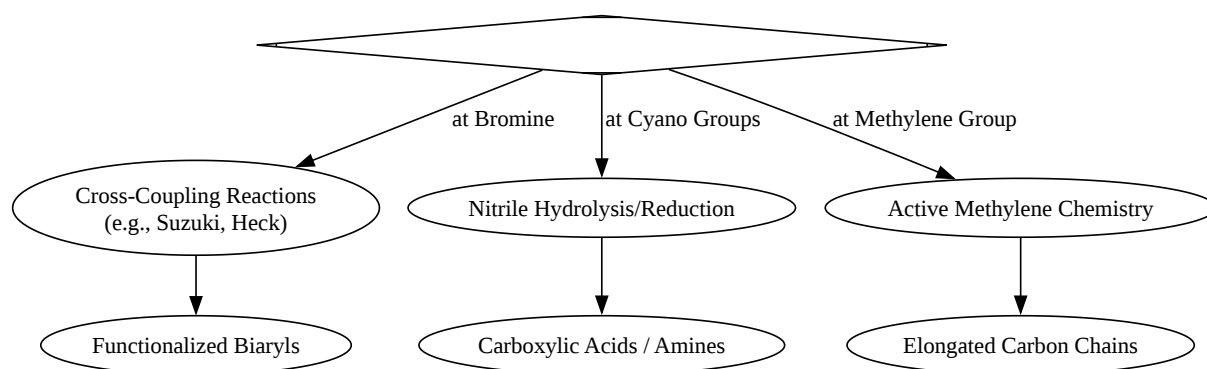 at Bromine
at Cyano Groups
at Methylene Group
Cross-Coupling Reactions
(e.g., Suzuki, Heck)
Nitrile Hydrolysis/Reduction
Active Methylene Chemistry
Functionalized Biaryls
Carboxylic Acids / Amines
Elongated Carbon Chains